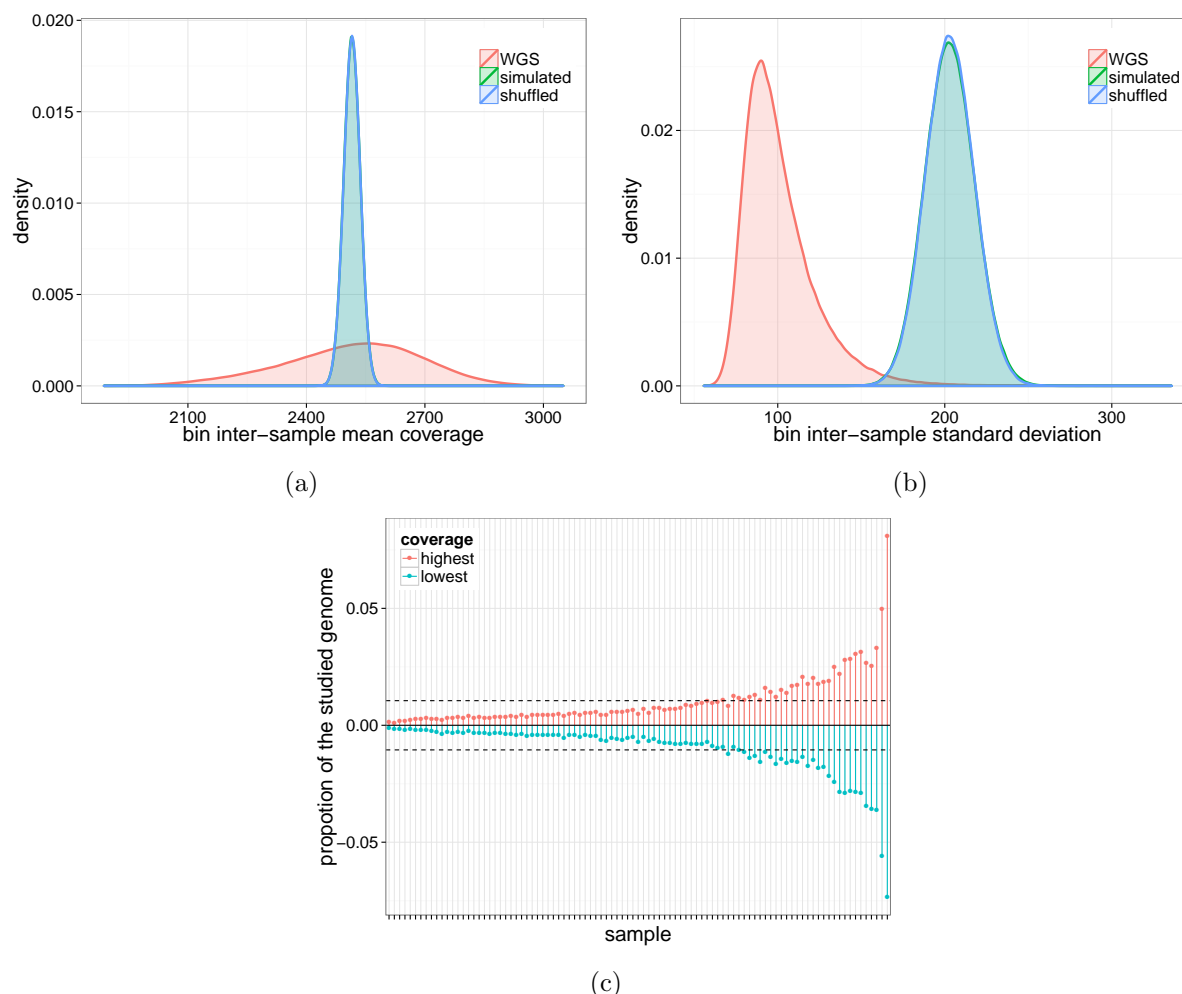 0.020
0.015
0.010
0.005
0.000
density
WGS
simulated
shuffled
2100 2400 2700 3000
bin inter−sample mean coverage
(a)
0.02
0.01
0.00
density
WGS
simulated
shuffled
100 200 300
bin inter−sample standard deviation
(b)
coverage
highest
lowest
0.05
0.00
−0.05
propotion of the studied genome
sample
(c)